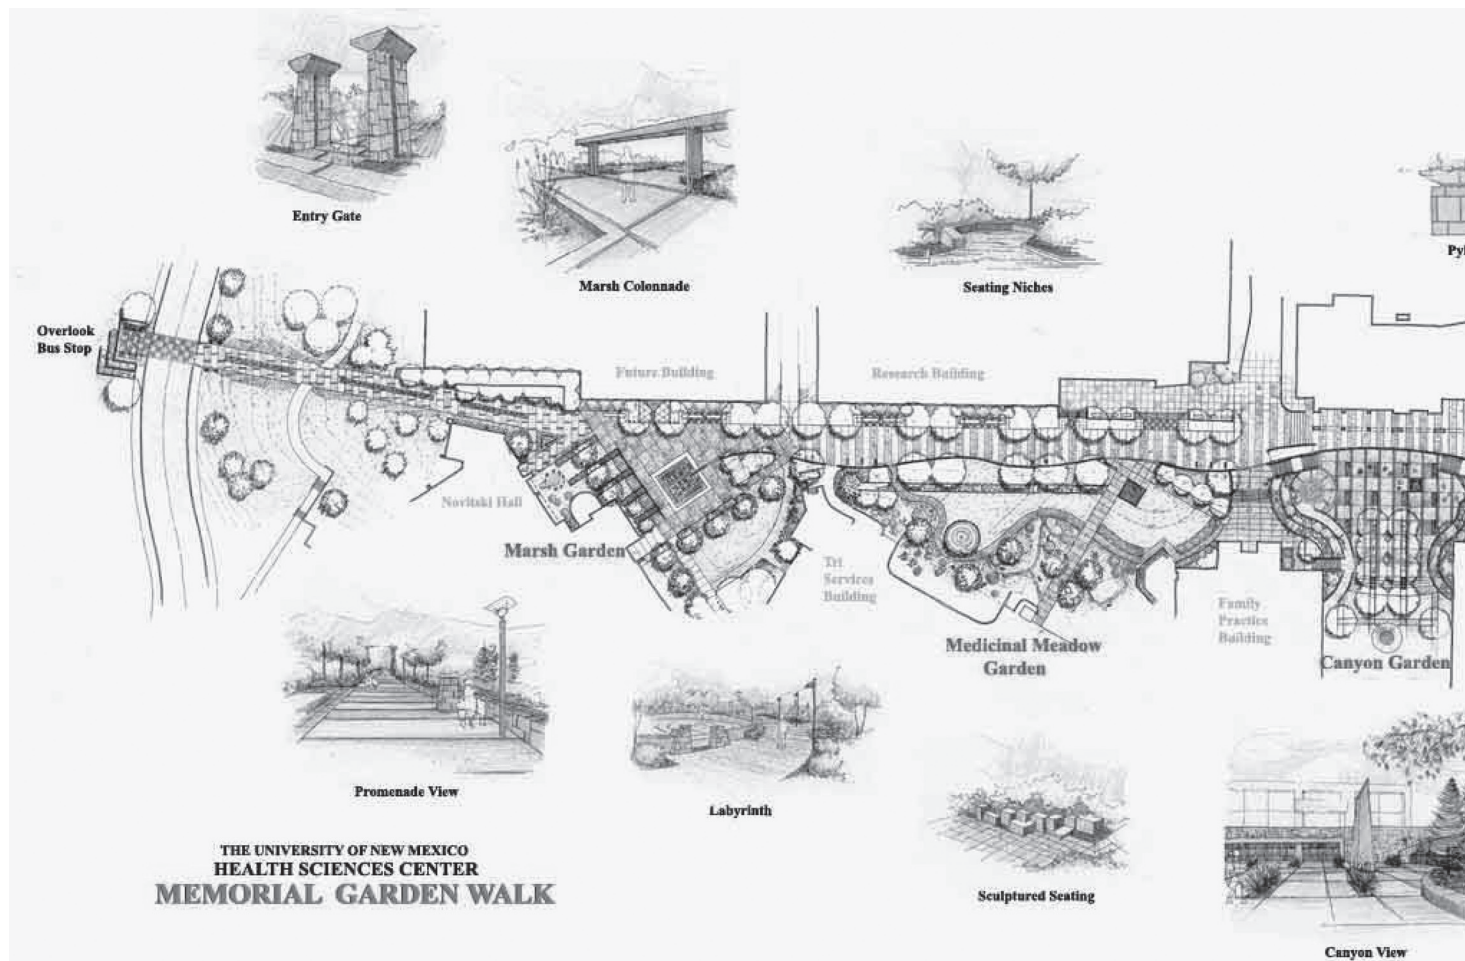 Entry Gate
Marsh Colonnade
Seating Niches
Overlook
Bus Stop
Future Building
Research Building
Novitski Hall
Marsh Garden
Tri
Services
Building
Medicinal Meadow
Garden
Family
Practice
Building
Canyon Garden
Promenade View
Labyrinth
Sculptured Seating
Canyon View
THE UNIVERSITY OF NEW MEXICO
HEALTH SCIENCES CENTER
MEMORIAL GARDEN WALK